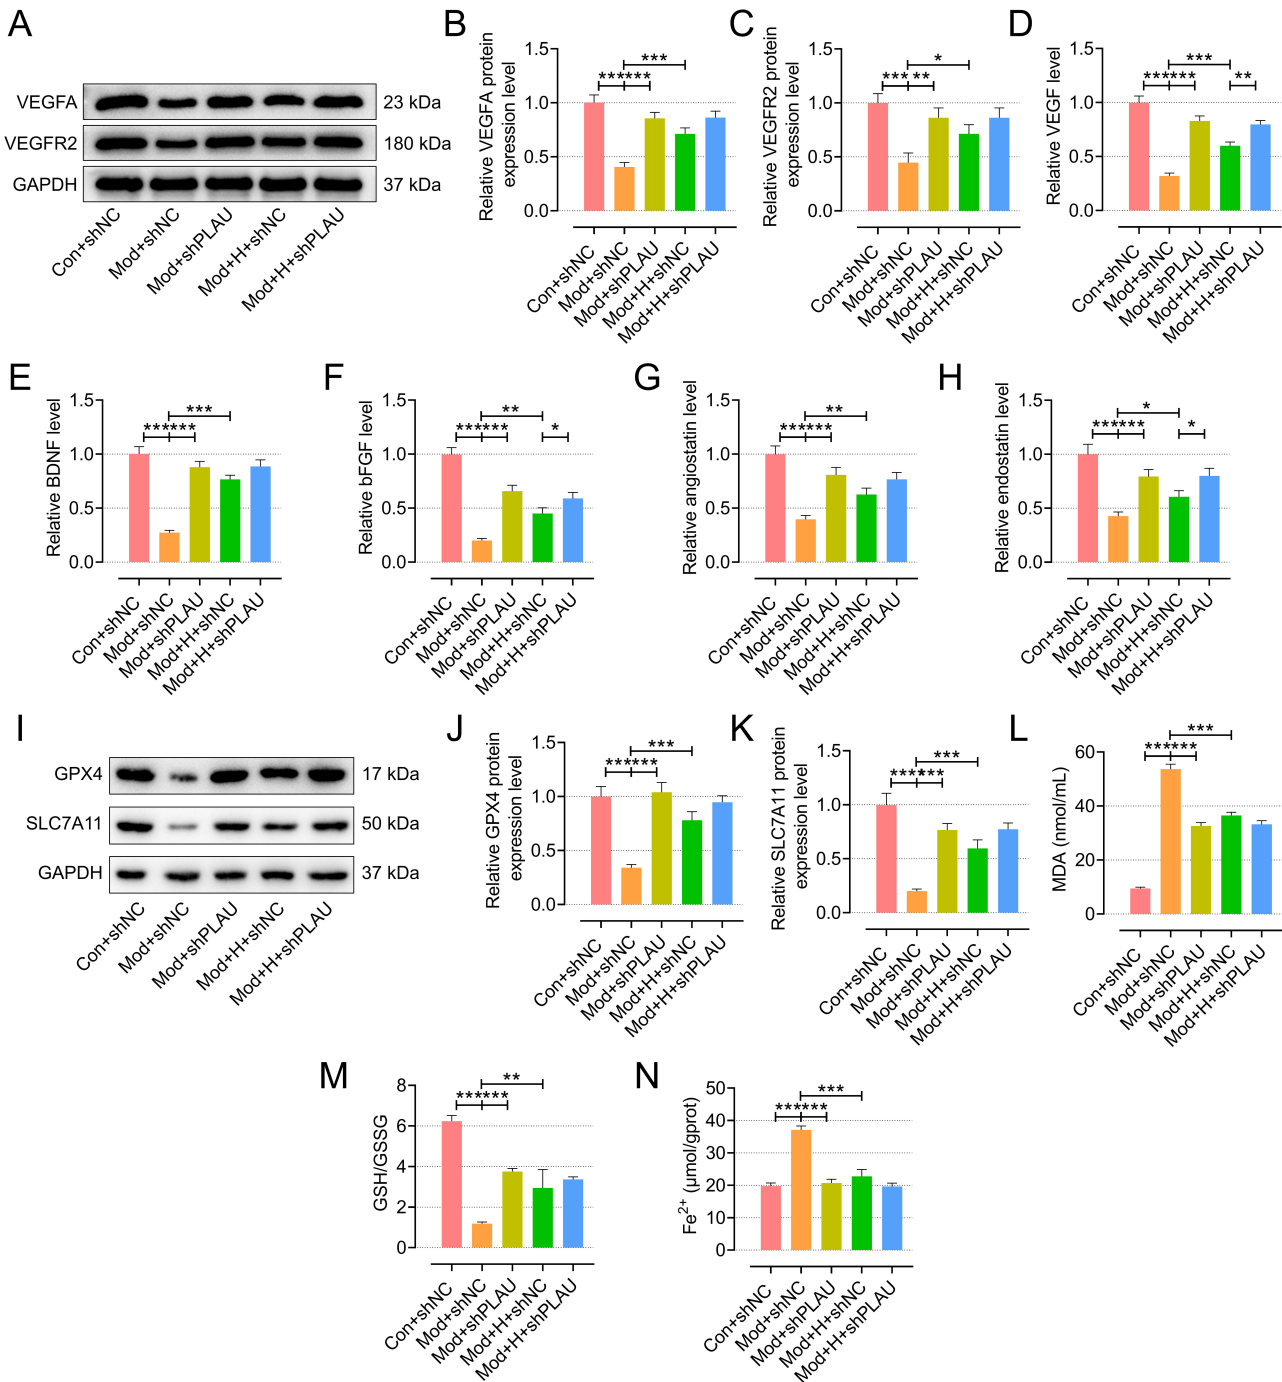 A
VEGFA
23 kDa
VEGFR2
180 kDa
GAPDH
37 kDa
Con+shNC
Mod+shNC
Mod+shPLAU
Mod+H+shNC
Mod+H+shPLAU
B
Relative VEGFA protein
expression level
1.5
1.0
0.5
0.0
***
******
Con+shNC
Mod+shNC
Mod+shPLAU
Mod+H+shNC
Mod+H+shPLAU
C
Relative VEGFR2 protein
expression level
1.5
1.0
0.5
0.0
*
*** **
Con+shNC
Mod+shNC
Mod+shPLAU
Mod+H+shNC
Mod+H+shPLAU
D
Relative VEGF level
1.5
1.0
0.5
0.0
***
******
**
Con+shNC
Mod+shNC
Mod+shPLAU
Mod+H+shNC
Mod+H+shPLAU
E
Relative BDNF level
1.5
1.0
0.5
0.0
***
******
Con+shNC
Mod+shNC
Mod+shPLAU
Mod+H+shNC
Mod+H+shPLAU
F
Relative bFGF level
1.5
1.0
0.5
0.0
**
******
*
Con+shNC
Mod+shNC
Mod+shPLAU
Mod+H+shNC
Mod+H+shPLAU
G
Relative angiostatin level
1.5
1.0
0.5
0.0
**
******
Con+shNC
Mod+shNC
Mod+shPLAU
Mod+H+shNC
Mod+H+shPLAU
H
Relative endostatin level
1.5
1.0
0.5
0.0
*
******
*
Con+shNC
Mod+shNC
Mod+shPLAU
Mod+H+shNC
Mod+H+shPLAU
I
GPX4
17 kDa
SLC7A11
50 kDa
GAPDH
37 kDa
Con+shNC
Mod+shNC
Mod+shPLAU
Mod+H+shNC
Mod+H+shPLAU
J
Relative GPX4 protein
expression level
1.5
1.0
0.5
0.0
***
******
Con+shNC
Mod+shNC
Mod+shPLAU
Mod+H+shNC
Mod+H+shPLAU
K
Relative SLC7A11 protein
expression level
1.5
1.0
0.5
0.0
***
******
Con+shNC
Mod+shNC
Mod+shPLAU
Mod+H+shNC
Mod+H+shPLAU
L
MDA (nmol/mL)
60
40
20
0
***
******
Con+shNC
Mod+shNC
Mod+shPLAU
Mod+H+shNC
Mod+H+shPLAU
M
GSH/GSSG
8
6
4
2
0
**
******
Con+shNC
Mod+shNC
Mod+shPLAU
Mod+H+shNC
Mod+H+shPLAU
N
Fe²⁺ (μmol/gprot)
50
40
30
20
10
0
***
******
Con+shNC
Mod+shNC
Mod+shPLAU
Mod+H+shNC
Mod+H+shPLAU